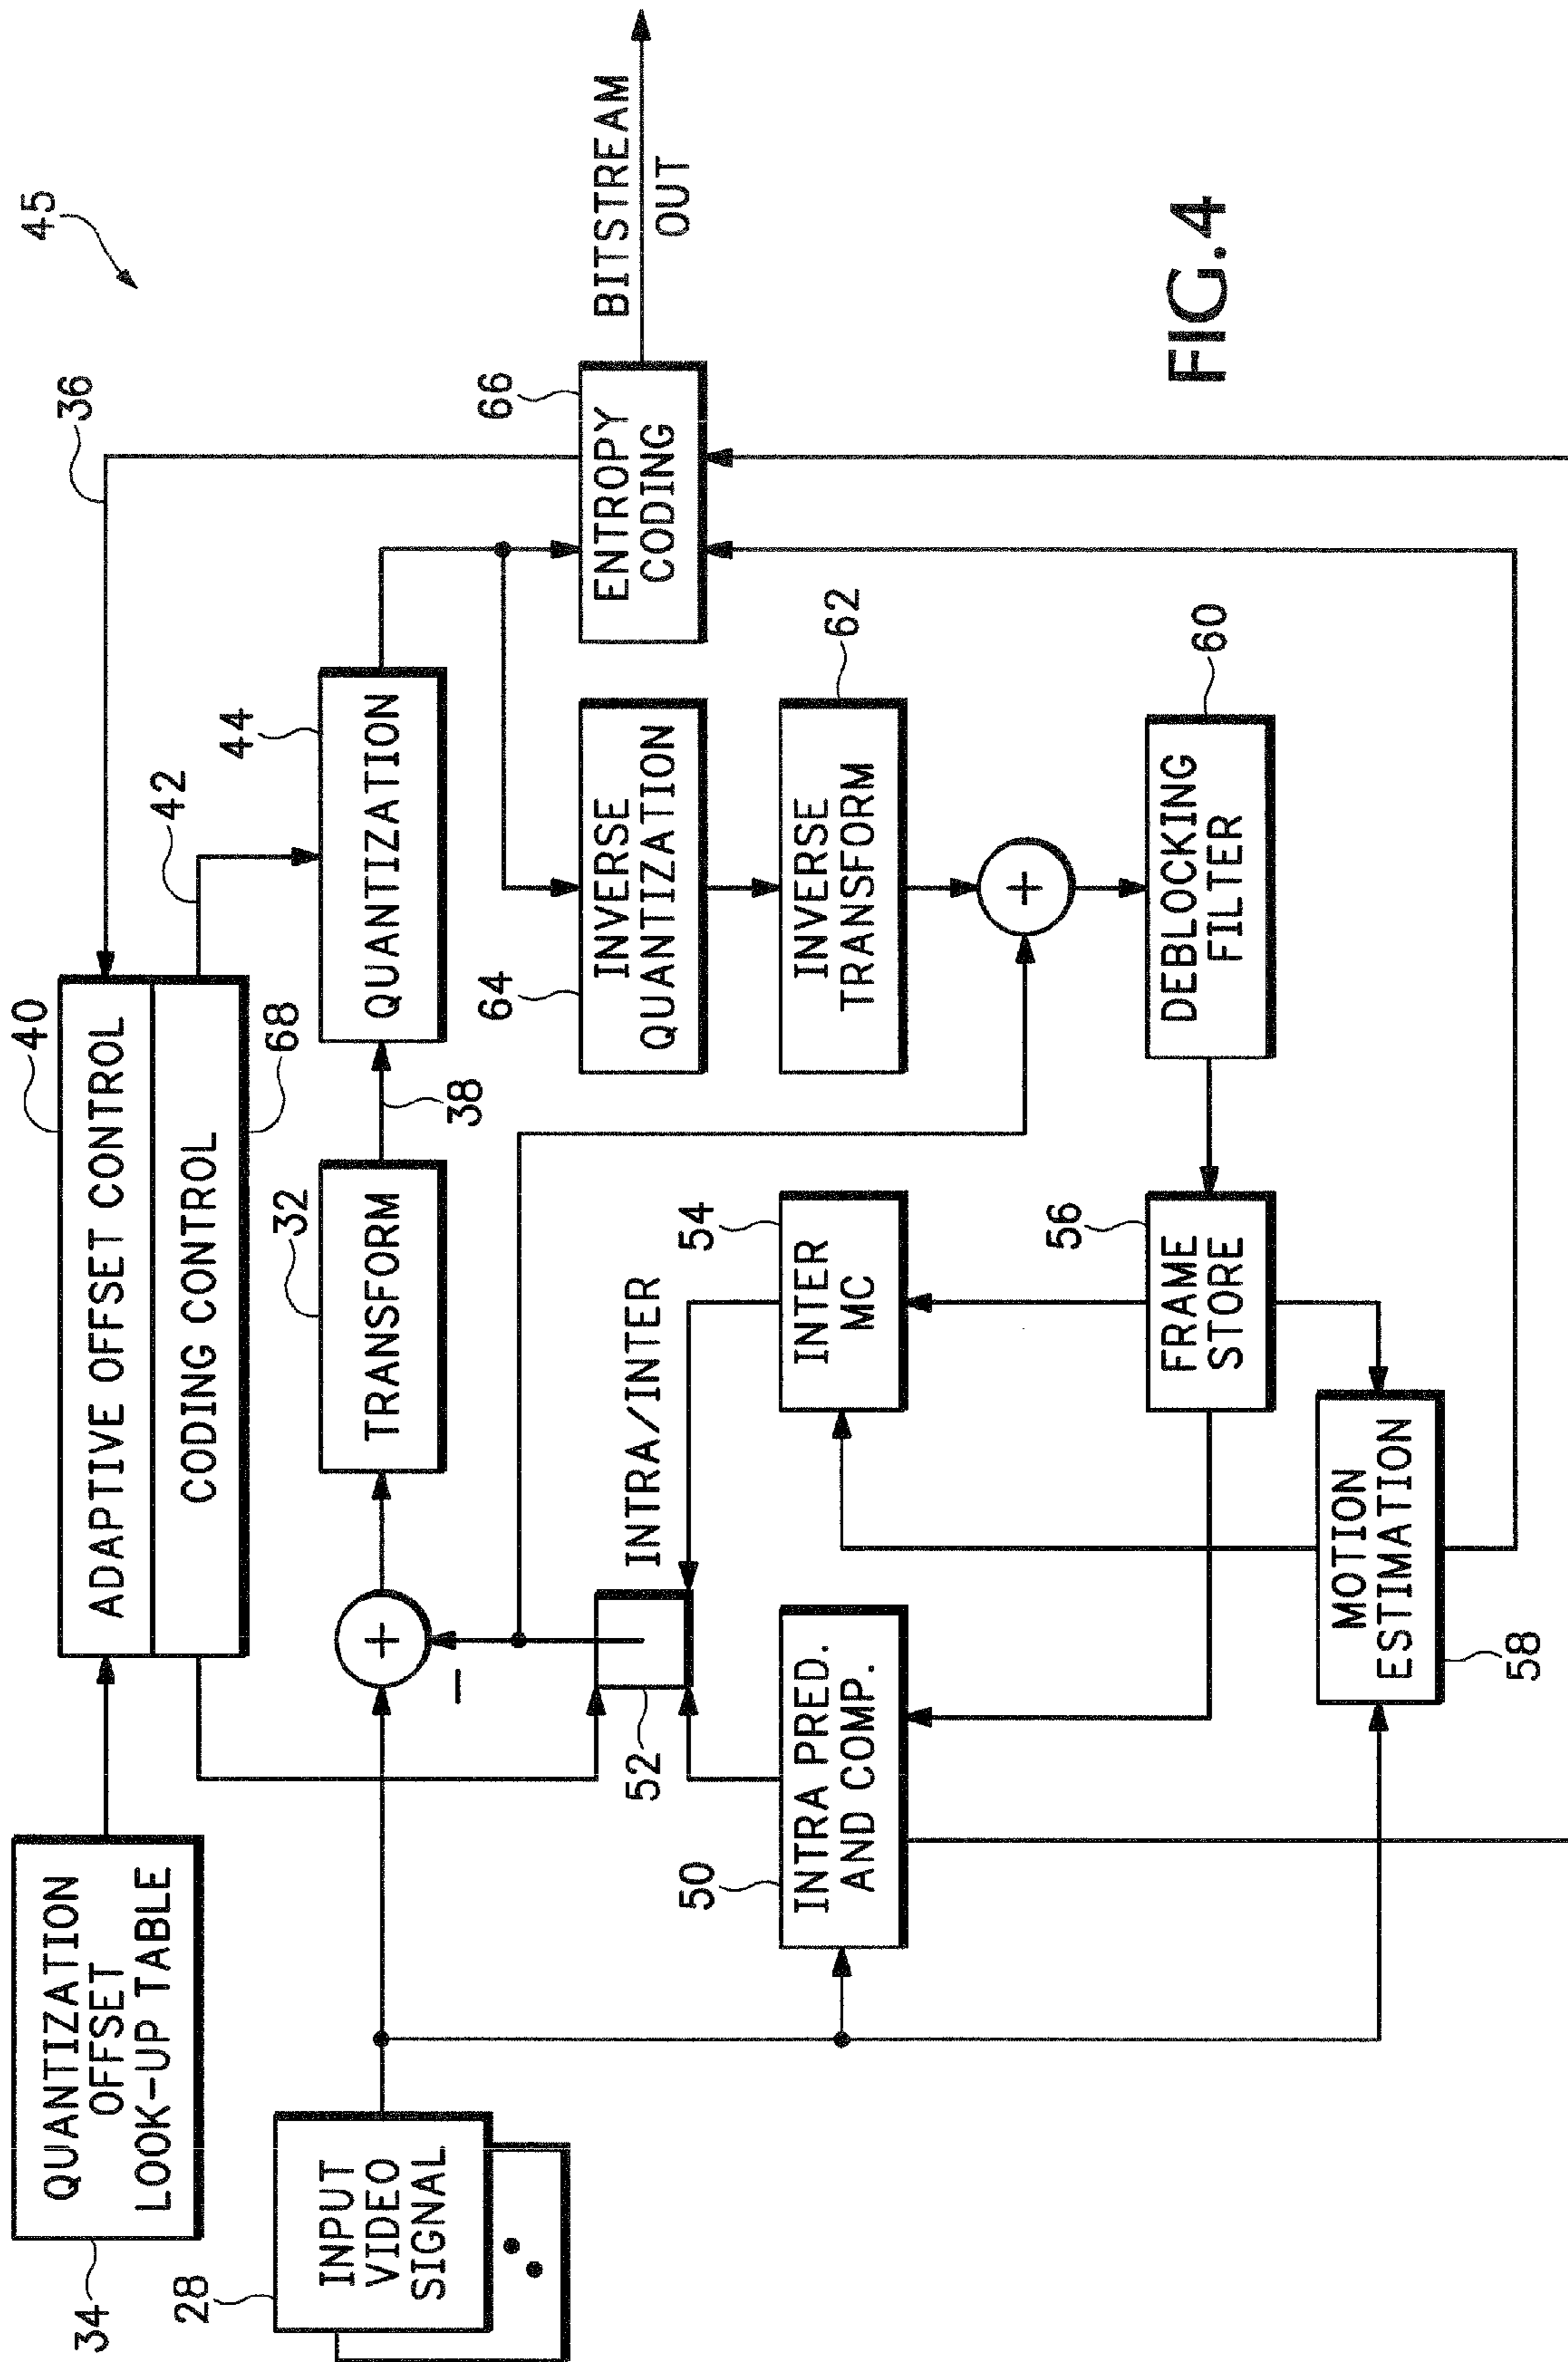 45
36
40
ADAPTIVE OFFSET CONTROL
CODING CONTROL
68
42
QUANTIZATION
OFFSET
LOOK-UP TABLE
34
28
INPUT
VIDEO
SIGNAL
+
−
32
TRANSFORM
38
44
QUANTIZATION
66
ENTROPY
CODING
BITSTREAM
OUT
52
INTRA/INTER
64
INVERSE
QUANTIZATION
50
INTRA PRED.
AND COMP.
54
INTER
MC
INVERSE
TRANSFORM
62
+
56
FRAME
STORE
DEBLOCKING
FILTER
60
MOTION
ESTIMATION
58
FIG.4